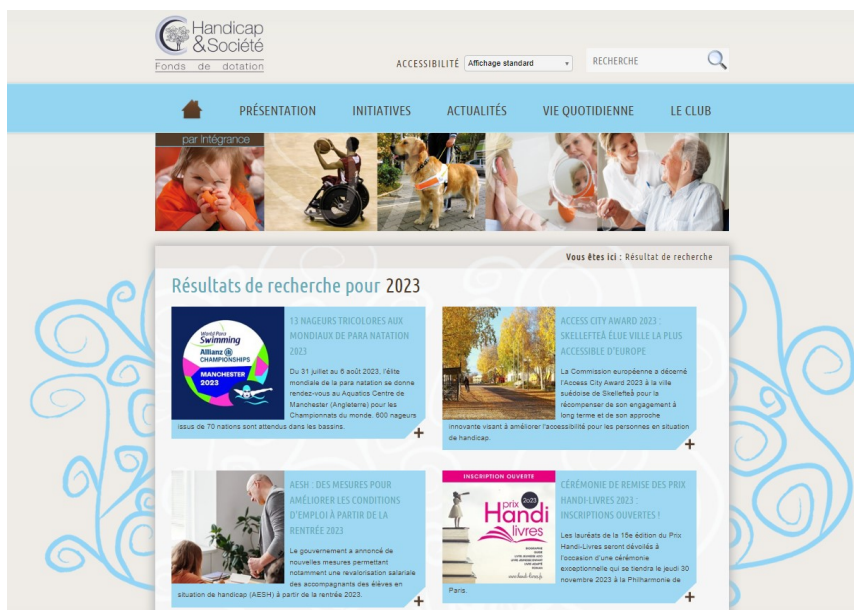 Handicap
&Société
Fonds de dotation
ACCESSIBILITÉ Affichage standard
RECHERCHE
PRÉSENTATION INITIATIVES ACTUALITÉS VIE QUOTIDIENNE LE CLUB
par Intégrance
Vous êtes ici : Résultat de recherche
Résultats de recherche pour 2023
World Para
Swimming
Allianz
CHAMPIONSHIPS
MANCHESTER
2023
13 NAGEURS TRICOLORES AUX
MONDIAUX DE PARA NATATION
2023
Du 31 juillet au 6 août 2023, l'élite
mondiale de la para natation se donne
rendez-vous au Aquatics Centre de
Manchester (Angleterre) pour les
Championnats du monde. 600 nageurs
issus de 70 nations sont attendus dans les bassins.
+
ACCESS CITY AWARD 2023 :
SKELLEFTEÅ ÉLUE VILLE LA PLUS
ACCESSIBLE D'EUROPE
La Commission européenne a décerné
l'Access City Award 2023 à la ville
suédoise de Skellefteå pour la
récompenser de son engagement à
long terme et de son approche
innovante visant à améliorer l'accessibilité pour les personnes en situation
de handicap.
+
AESH : DES MESURES POUR
AMÉLIORER LES CONDITIONS
D'EMPLOI À PARTIR DE LA
RENTRÉE 2023
Le gouvernement a annoncé de
nouvelles mesures permettant
notamment une revalorisation salariale
des accompagnants des élèves en
situation de handicap (AESH) à partir de la rentrée 2023.
+
INSCRIPTION OUVERTE
prix 2023
Handi
livres
www.handi-livres.fr
CÉRÉMONIE DE REMISE DES PRIX
HANDI-LIVRES 2023 :
INSCRIPTIONS OUVERTES !
Les lauréats de la 15e édition du Prix
Handi-Livres seront dévoilés à
l'occasion d'une cérémonie
exceptionnelle qui se tiendra le jeudi 30
novembre 2023 à la Philharmonie de
Paris.
+